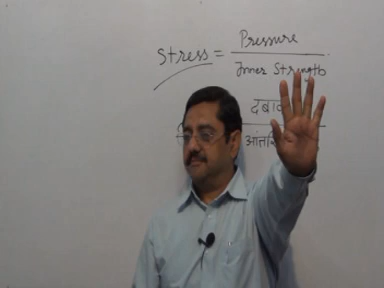 Stress = Pressure
Inner Strength
दबाव